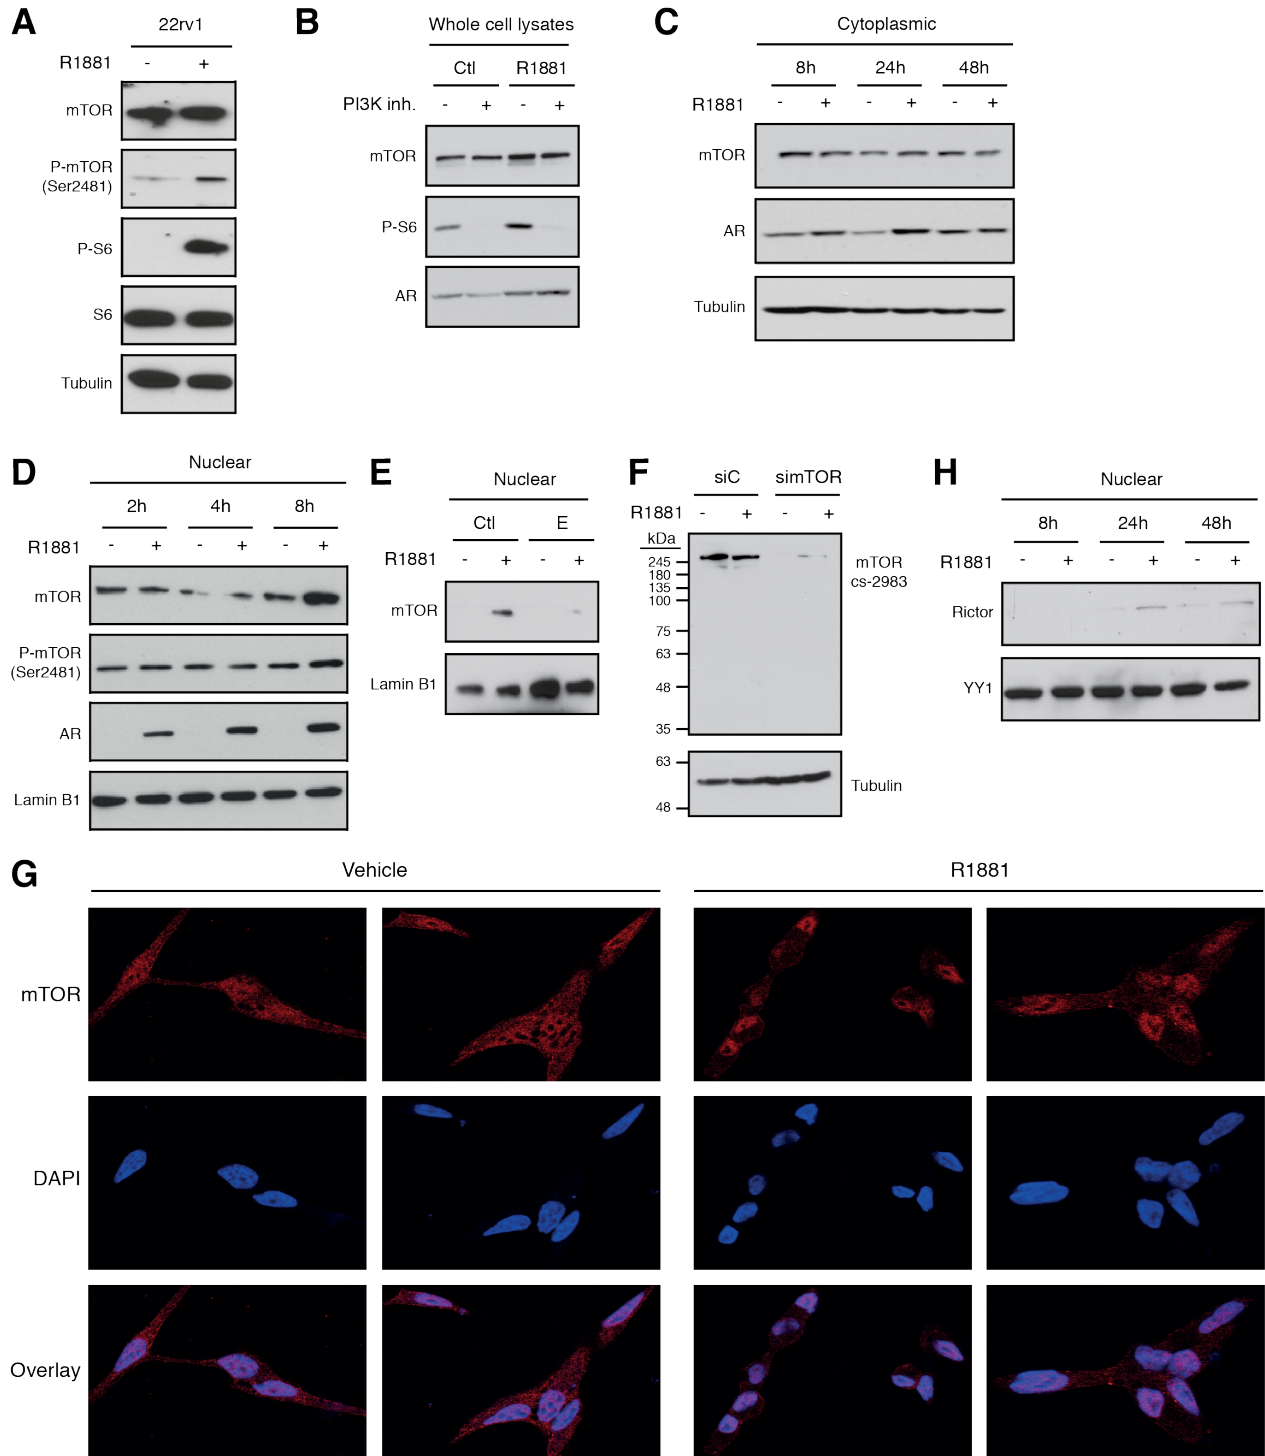 A
22rv1
R1881 - +
mTOR
P-mTOR
(Ser2481)
P-S6
S6
Tubulin
B
Whole cell lysates
Ctl R1881
PI3K inh. - + - +
mTOR
P-S6
AR
C
Cytoplasmic
8h 24h 48h
R1881 - + - + - +
mTOR
AR
Tubulin
D
Nuclear
2h 4h 8h
R1881 - + - + - +
mTOR
P-mTOR
(Ser2481)
AR
Lamin B1
E
Nuclear
Ctl E
R1881 - + - +
mTOR
Lamin B1
F
siC simTOR
R1881 - + - +
kDa
245
180
135
100
75
63
48
35
mTOR
cs-2983
63
48
Tubulin
H
Nuclear
8h 24h 48h
R1881 - + - + - +
Rictor
YY1
G
Vehicle R1881
mTOR
DAPI
Overlay